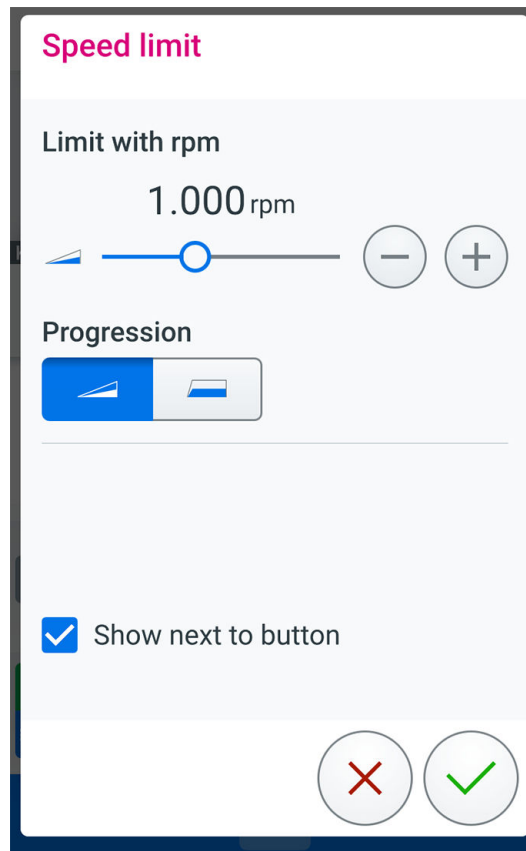 Speed limit
Limit with rpm
1.000 rpm
Progression
Show next to button